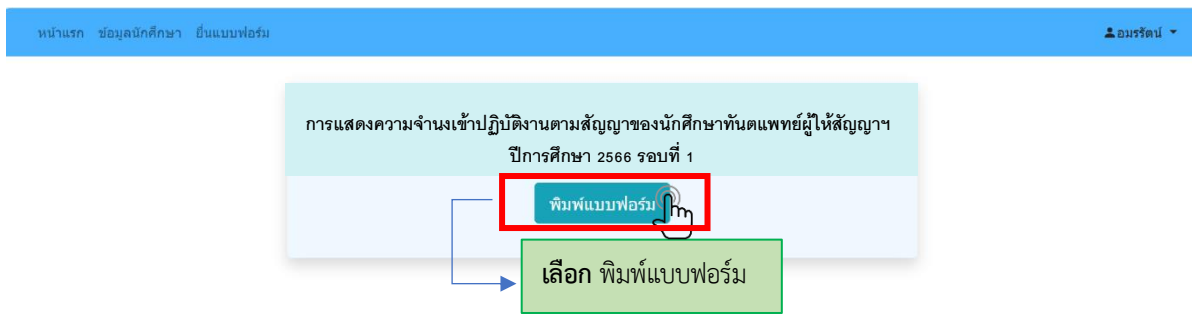 หน้าแรก ข้อมูลนักศึกษา ยื่นแบบฟอร์ม อมรรัตน์
การแสดงความจำนงเข้าปฏิบัติงานตามสัญญาของนักศึกษาทันตแพทย์ผู้ให้สัญญาฯ
ปีการศึกษา 2566 รอบที่ 1
พิมพ์แบบฟอร์ม
เลือก พิมพ์แบบฟอร์ม